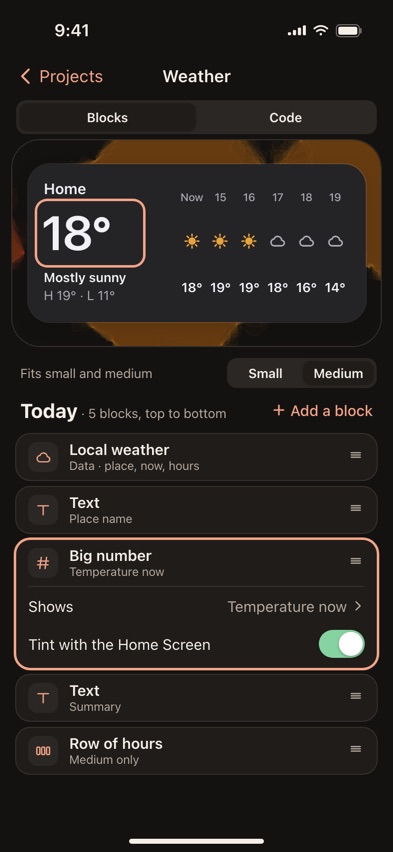 9:41
Projects
Weather
Blocks
Code
Home
18°
Mostly sunny
H 19° · L 11°
Now 15 16 17 18 19
18° 19° 19° 18° 16° 14°
Fits small and medium
Small
Medium
Today · 5 blocks, top to bottom
+ Add a block
Local weather
Data · place, now, hours
Text
Place name
Big number
Temperature now
Shows
Temperature now
Tint with the Home Screen
Text
Summary
Row of hours
Medium only